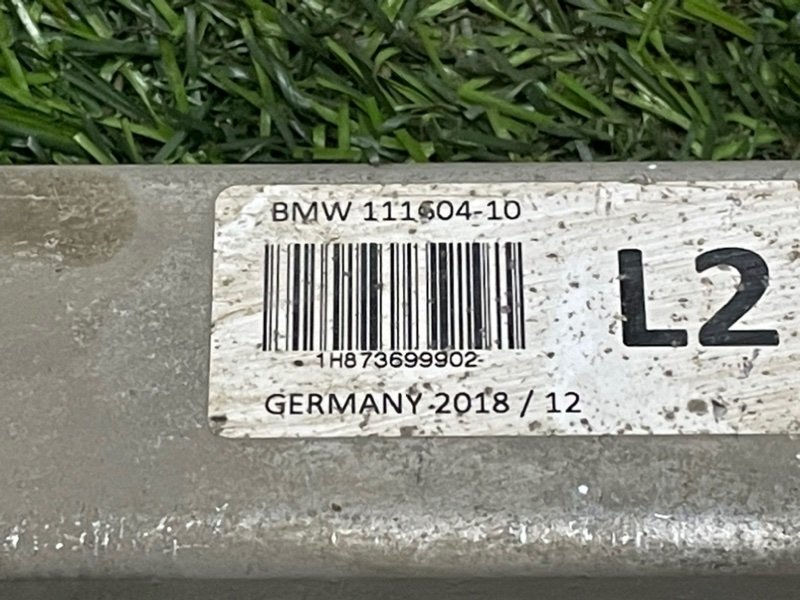 BMW 111604-10
L2
1H873699902
GERMANY 2018 / 12